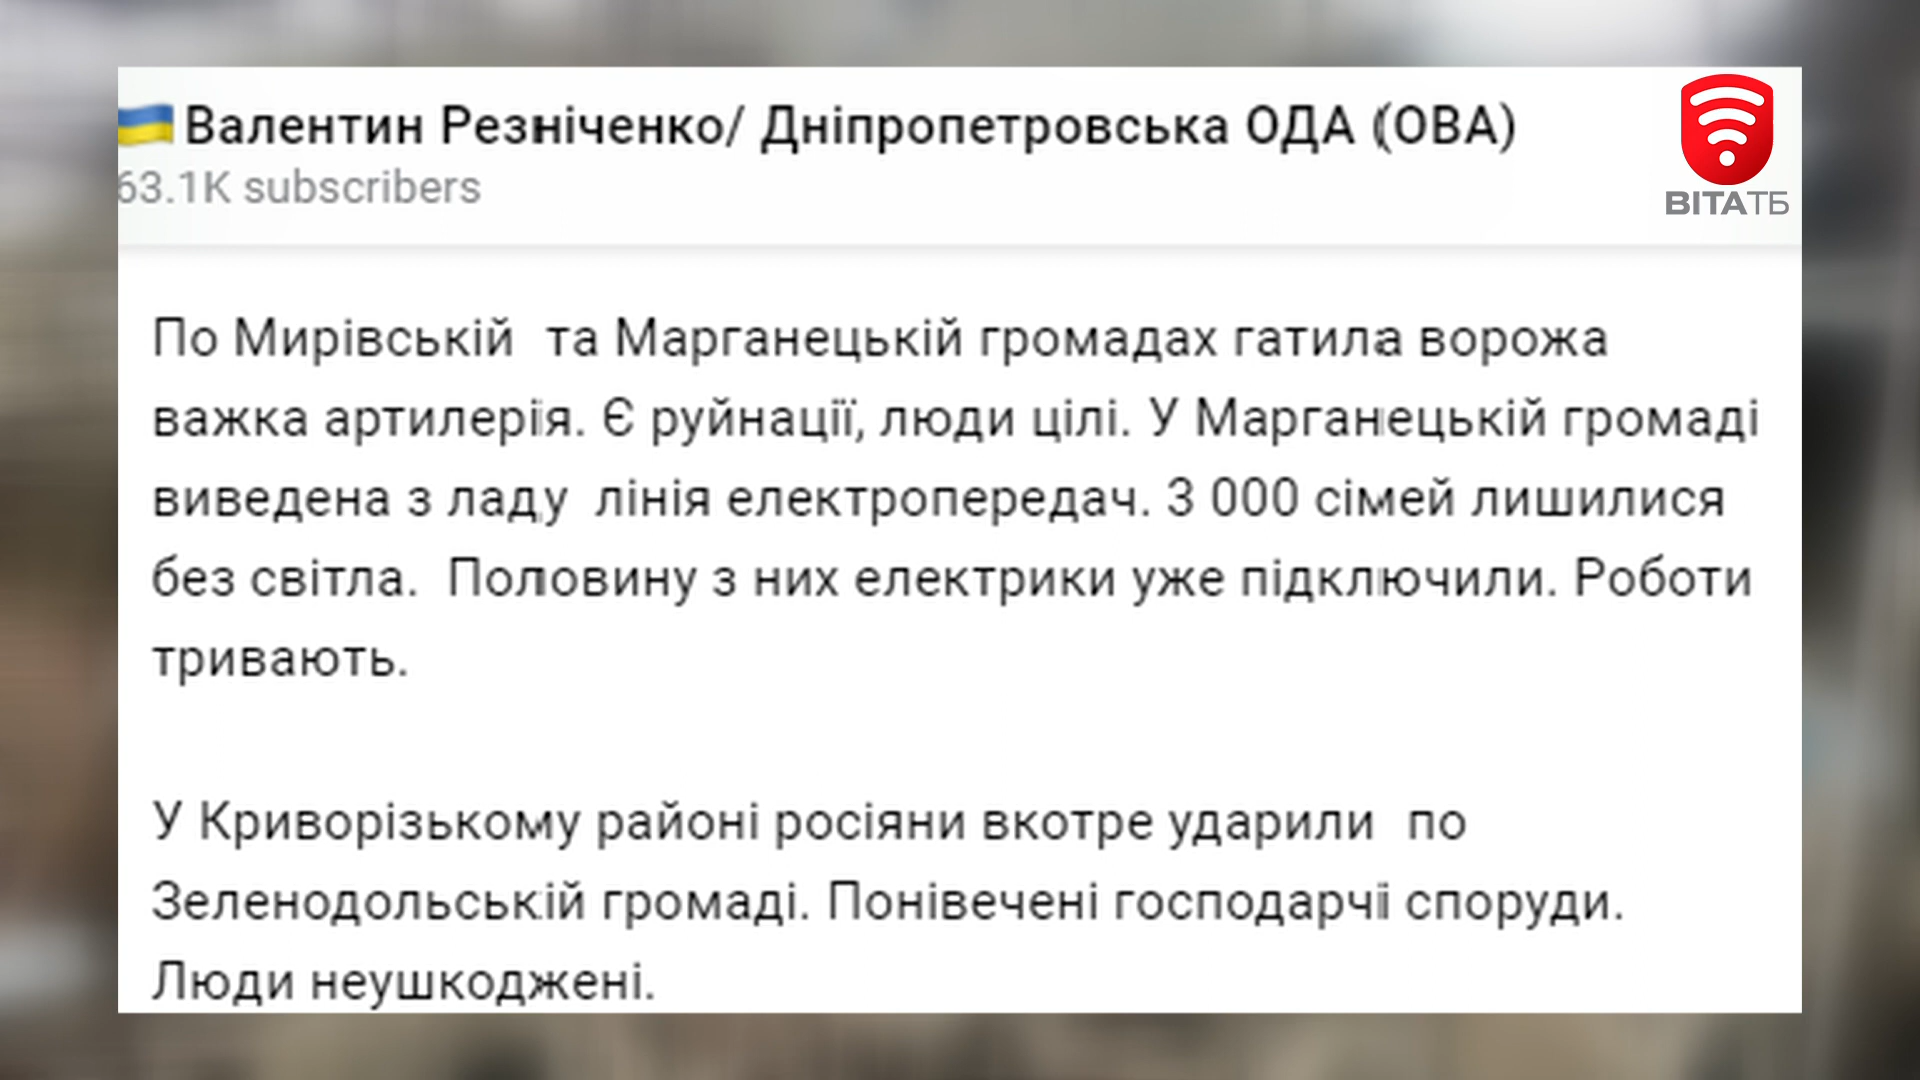 Валентин Резніченко/ Дніпропетровська ОДА (ОВА)
63.1K subscribers
ВІТАТБ
По Мирівській та Марганецькій громадах гатила ворожа
важка артилерія. Є руйнації, люди цілі. У Марганецькій громаді
виведена з ладу лінія електропередач. 3 000 сімей лишилися
без світла. Половину з них електрики уже підключили. Роботи
тривають.
У Криворізькому районі росіяни вкотре ударили по
Зеленодольській громаді. Понівечені господарчі споруди.
Люди неушкоджені.